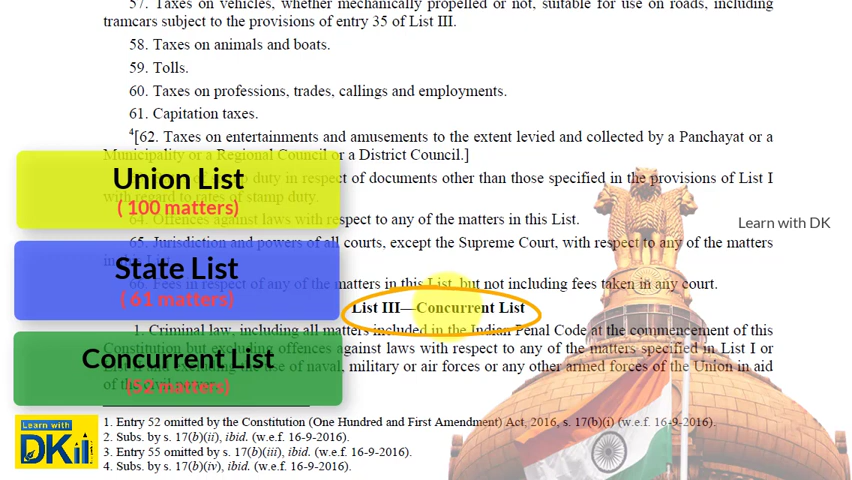 57. Taxes on vehicles, whether mechanically propelled or not, suitable for use on roads, including
tramcars subject to the provisions of entry 35 of List III.
58. Taxes on animals and boats.
59. Tolls.
60. Taxes on professions, trades, callings and employments.
61. Capitation taxes.
4[62. Taxes on entertainments and amusements to the extent levied and collected by a Panchayat or a
Municipality or a Regional Council or a District Council.]
duty in respect of documents other than those specified in the provisions of List I
with regard to rates of stamp duty.
64. Offences against laws with respect to any of the matters in this List.
65. Jurisdiction and powers of all courts, except the Supreme Court, with respect to any of the matters
in this List.
66. Fees in respect of any of the matters in this List, but not including fees taken in any court.
List III—Concurrent List
1. Criminal law, including all matters included in the Indian Penal Code at the commencement of this
Constitution but excluding offences against laws with respect to any of the matters specified in List I or
List II and excluding the use of naval, military or air forces or any other armed forces of the Union in aid
of the civil power.
1. Entry 52 omitted by the Constitution (One Hundred and First Amendment) Act, 2016, s. 17(b)(i) (w.e.f. 16-9-2016).
2. Subs. by s. 17(b)(ii), ibid. (w.e.f. 16-9-2016).
3. Entry 55 omitted by s. 17(b)(iii), ibid. (w.e.f. 16-9-2016).
4. Subs. by s. 17(b)(iv), ibid. (w.e.f. 16-9-2016).
Union List
( 100 matters)
State List
( 61 matters)
Concurrent List
(52 matters)
Learn with DK
Learn with
DK